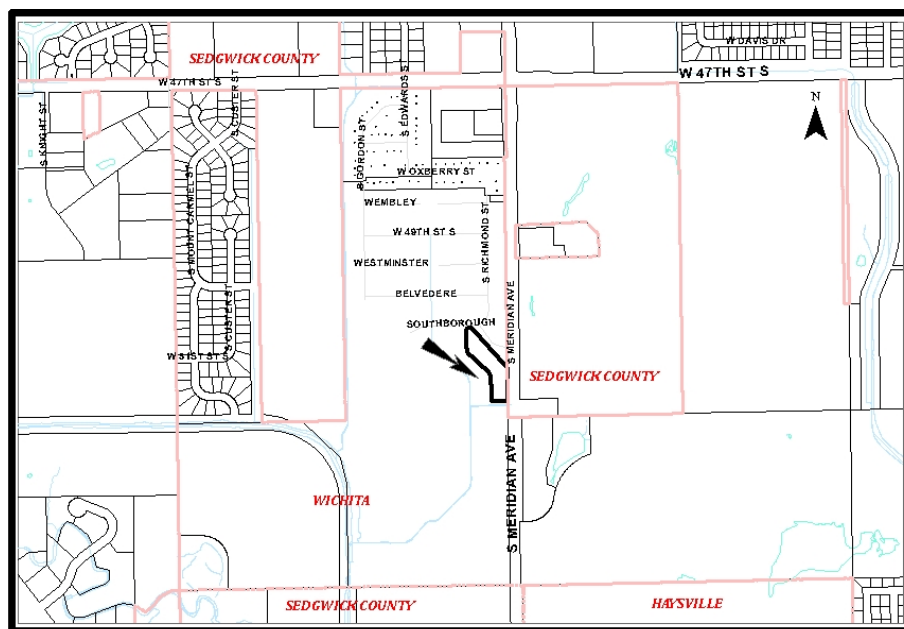 W DAVIS DR
SEDGWICK COUNTY
W 47TH ST S
W 47TH ST S
S CUSTER ST
S EDWARDS ST
S KNIGHT ST
N
S GORDON ST
W OXBERRY ST
S MOUNT CARMEL ST
WEMBLEY
S RICHMOND ST
W 49TH ST S
WESTMINSTER
BELVEDERE
S CUSTER ST
S MERIDIAN AVE
SOUTHBOROUGH
W 51ST ST S
SEDGWICK COUNTY
S MERIDIAN AVE
WICHITA
SEDGWICK COUNTY
HAYSVILLE